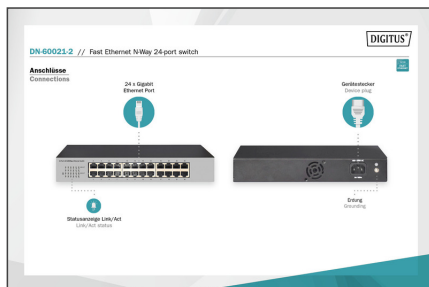 DIGITUS®
DN-60021-2 // Fast Ethernet N-Way 24-port switch
Anschlüsse
Connections
24 x Gigabit
Ethernet Port
Gerätestecker
Device plug
Statusanzeige Link/Act
Link/Act status
Erdung
Grounding